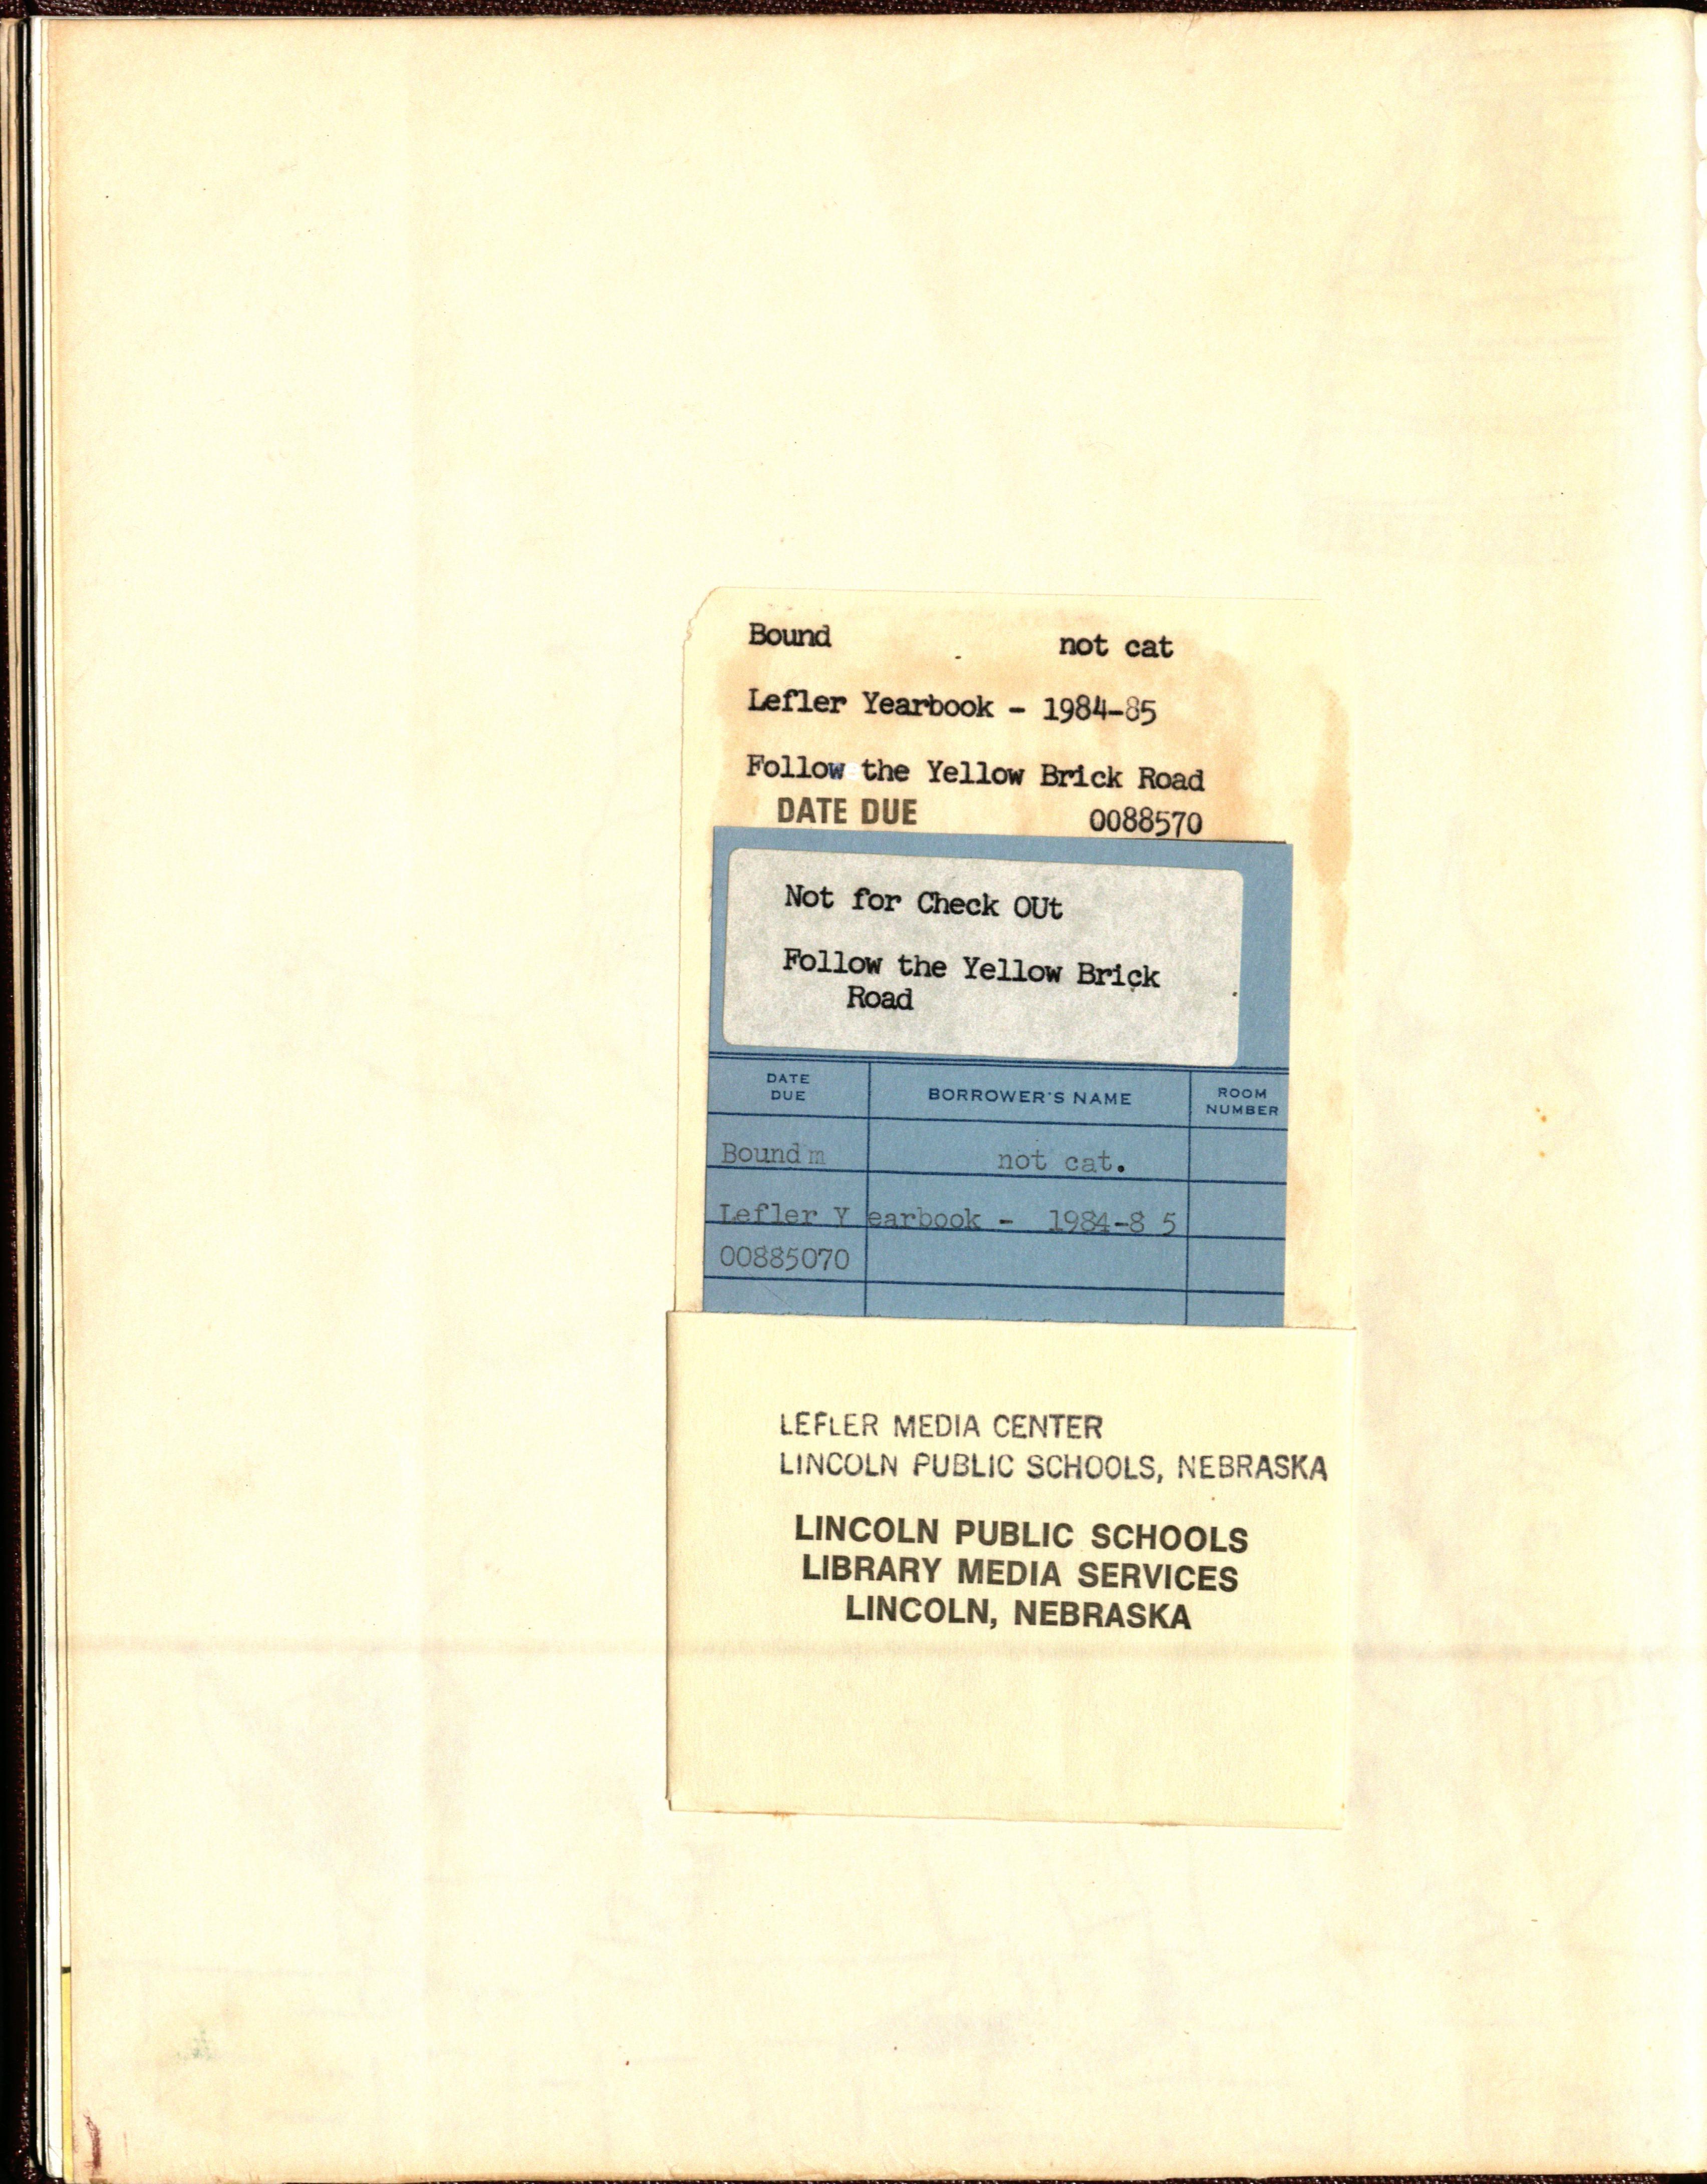 Bound not cat
Lefler Yearbook - 1984-85
Follow the Yellow Brick Road
DATE DUE 0088570
Not for Check OUt
Follow the Yellow Brick
Road
DATE DUE BORROWER'S NAME ROOM NUMBER
Bound m not cat.
Lefler Y earbook - 1984-8 5
00885070
LEFLER MEDIA CENTER
LINCOLN PUBLIC SCHOOLS, NEBRASKA
LINCOLN PUBLIC SCHOOLS
LIBRARY MEDIA SERVICES
LINCOLN, NEBRASKA